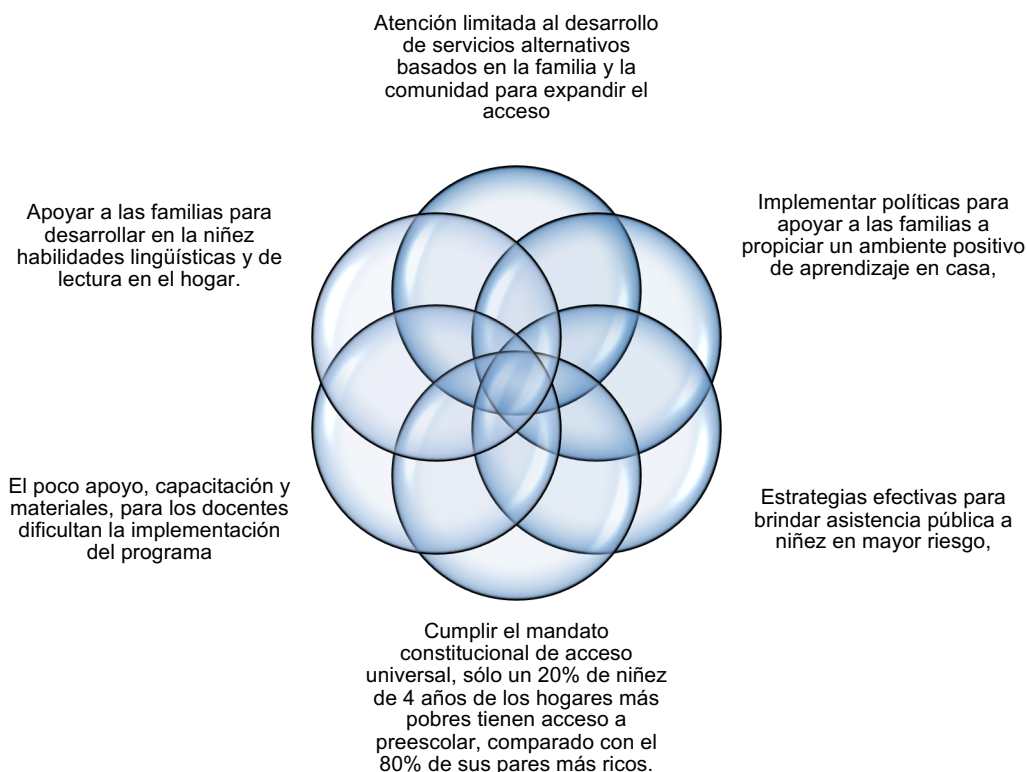 Atención limitada al desarrollo
de servicios alternativos
basados en la familia y la
comunidad para expandir el
acceso
Apoyar a las familias para
desarrollar en la niñez
habilidades lingüísticas y de
lectura en el hogar.
Implementar políticas para
apoyar a las familias a
propiciar un ambiente positivo
de aprendizaje en casa,
El poco apoyo, capacitación y
materiales, para los docentes
dificultan la implementación
del programa
Estrategias efectivas para
brindar asistencia pública a
niñez en mayor riesgo,
Cumplir el mandato
constitucional de acceso
universal, sólo un 20% de niñez
de 4 años de los hogares más
pobres tienen acceso a
preescolar, comparado con el
80% de sus pares más ricos.